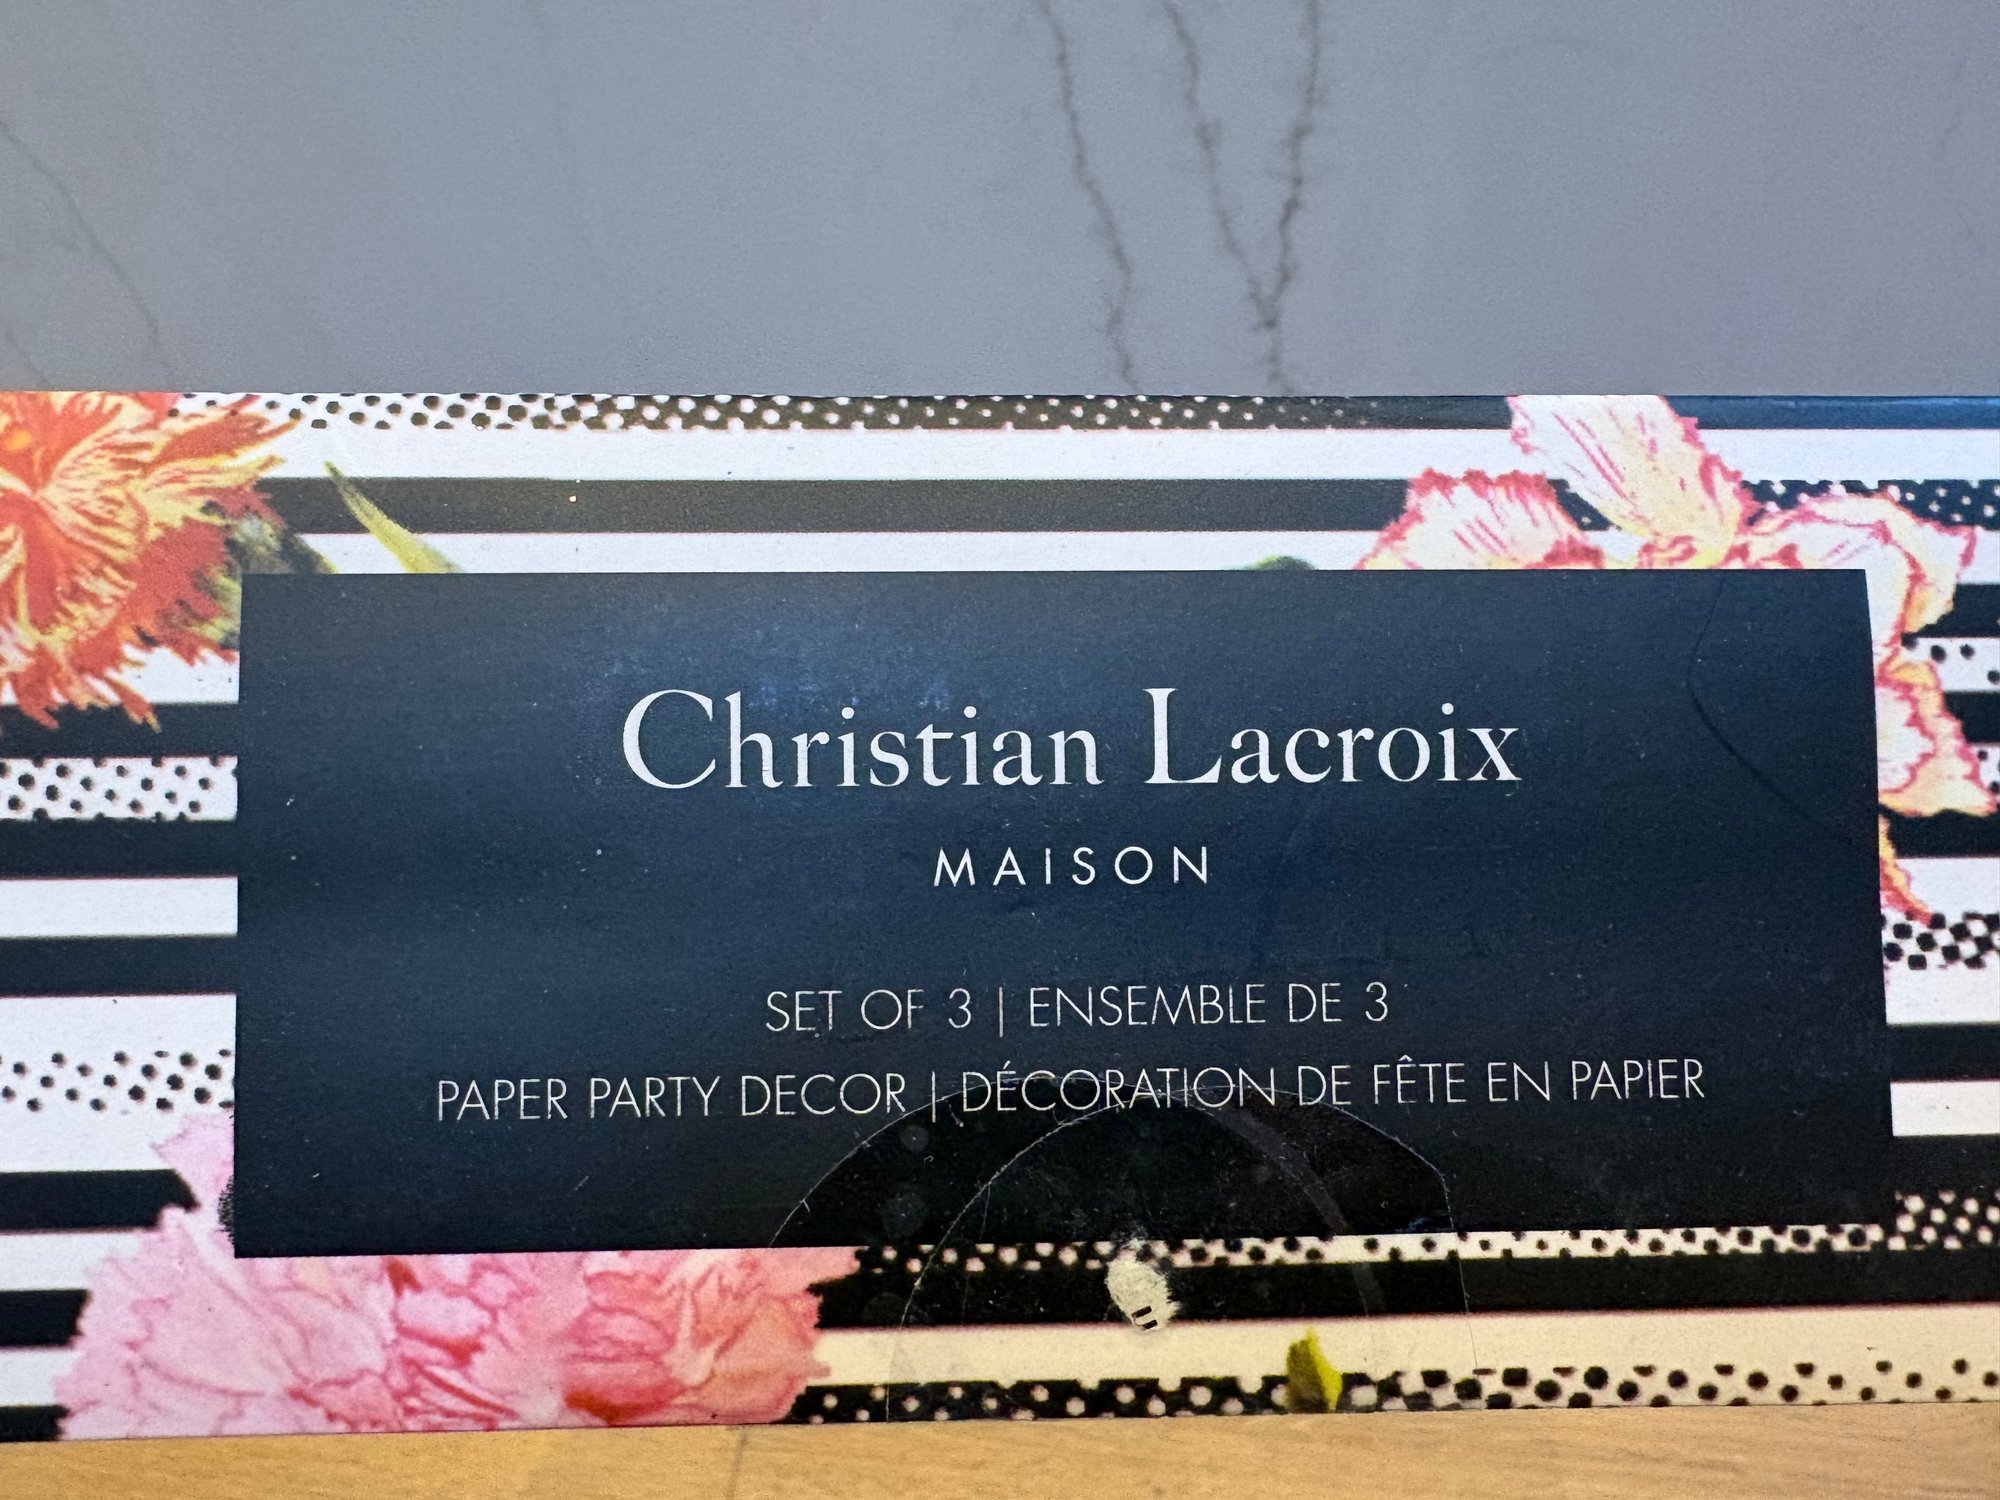 Christian Lacroix
MAISON
SET OF 3 | ENSEMBLE DE 3
PAPER PARTY DECOR | DÉCORATION DE FÊTE EN PAPIER